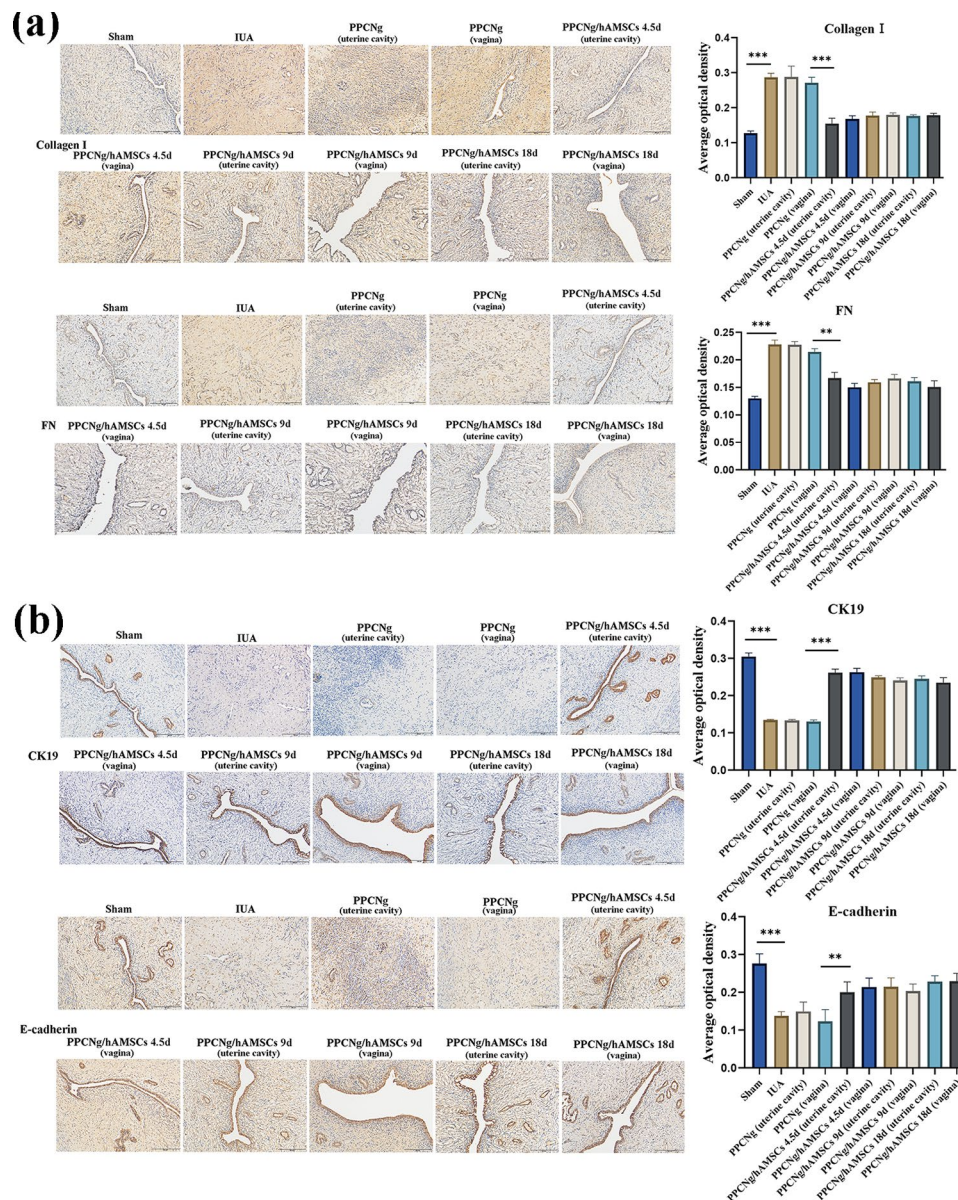 (a)
Sham
IUA
PPCNg
(uterine cavity)
PPCNg
(vagina)
PPCNg/hAMSCs 4.5d
(uterine cavity)
Collagen I
PPCNg/hAMSCs 4.5d
(vagina)
PPCNg/hAMSCs 9d
(uterine cavity)
PPCNg/hAMSCs 9d
(vagina)
PPCNg/hAMSCs 18d
(uterine cavity)
PPCNg/hAMSCs 18d
(vagina)
Collagen I
Average optical density
0.4
0.3
0.2
0.1
0.0
***
***
Sham
IUA
PPCNg (uterine cavity)
PPCNg (vagina)
PPCNg/hAMSCs 4.5d (uterine cavity)
PPCNg/hAMSCs 4.5d (vagina)
PPCNg/hAMSCs 9d (uterine cavity)
PPCNg/hAMSCs 9d (vagina)
PPCNg/hAMSCs 18d (uterine cavity)
PPCNg/hAMSCs 18d (vagina)
Sham
IUA
PPCNg
(uterine cavity)
PPCNg
(vagina)
PPCNg/hAMSCs 4.5d
(uterine cavity)
FN
PPCNg/hAMSCs 4.5d
(vagina)
PPCNg/hAMSCs 9d
(uterine cavity)
PPCNg/hAMSCs 9d
(vagina)
PPCNg/hAMSCs 18d
(uterine cavity)
PPCNg/hAMSCs 18d
(vagina)
FN
Average optical density
0.25
0.20
0.15
0.10
0.05
0.00
***
**
Sham
IUA
PPCNg (uterine cavity)
PPCNg (vagina)
PPCNg/hAMSCs 4.5d (uterine cavity)
PPCNg/hAMSCs 4.5d (vagina)
PPCNg/hAMSCs 9d (uterine cavity)
PPCNg/hAMSCs 9d (vagina)
PPCNg/hAMSCs 18d (uterine cavity)
PPCNg/hAMSCs 18d (vagina)
(b)
Sham
IUA
PPCNg
(uterine cavity)
PPCNg
(vagina)
PPCNg/hAMSCs 4.5d
(uterine cavity)
CK19
PPCNg/hAMSCs 4.5d
(vagina)
PPCNg/hAMSCs 9d
(uterine cavity)
PPCNg/hAMSCs 9d
(vagina)
PPCNg/hAMSCs 18d
(uterine cavity)
PPCNg/hAMSCs 18d
(vagina)
CK19
Average optical density
0.4
0.3
0.2
0.1
0.0
***
***
Sham
IUA
PPCNg (uterine cavity)
PPCNg (vagina)
PPCNg/hAMSCs 4.5d (uterine cavity)
PPCNg/hAMSCs 4.5d (vagina)
PPCNg/hAMSCs 9d (uterine cavity)
PPCNg/hAMSCs 9d (vagina)
PPCNg/hAMSCs 18d (uterine cavity)
PPCNg/hAMSCs 18d (vagina)
Sham
IUA
PPCNg
(uterine cavity)
PPCNg
(vagina)
PPCNg/hAMSCs 4.5d
(uterine cavity)
E-cadherin
PPCNg/hAMSCs 4.5d
(vagina)
PPCNg/hAMSCs 9d
(uterine cavity)
PPCNg/hAMSCs 9d
(vagina)
PPCNg/hAMSCs 18d
(uterine cavity)
PPCNg/hAMSCs 18d
(vagina)
E-cadherin
Average optical density
0.4
0.3
0.2
0.1
0.0
***
**
Sham
IUA
PPCNg (uterine cavity)
PPCNg (vagina)
PPCNg/hAMSCs 4.5d (uterine cavity)
PPCNg/hAMSCs 4.5d (vagina)
PPCNg/hAMSCs 9d (uterine cavity)
PPCNg/hAMSCs 9d (vagina)
PPCNg/hAMSCs 18d (uterine cavity)
PPCNg/hAMSCs 18d (vagina)